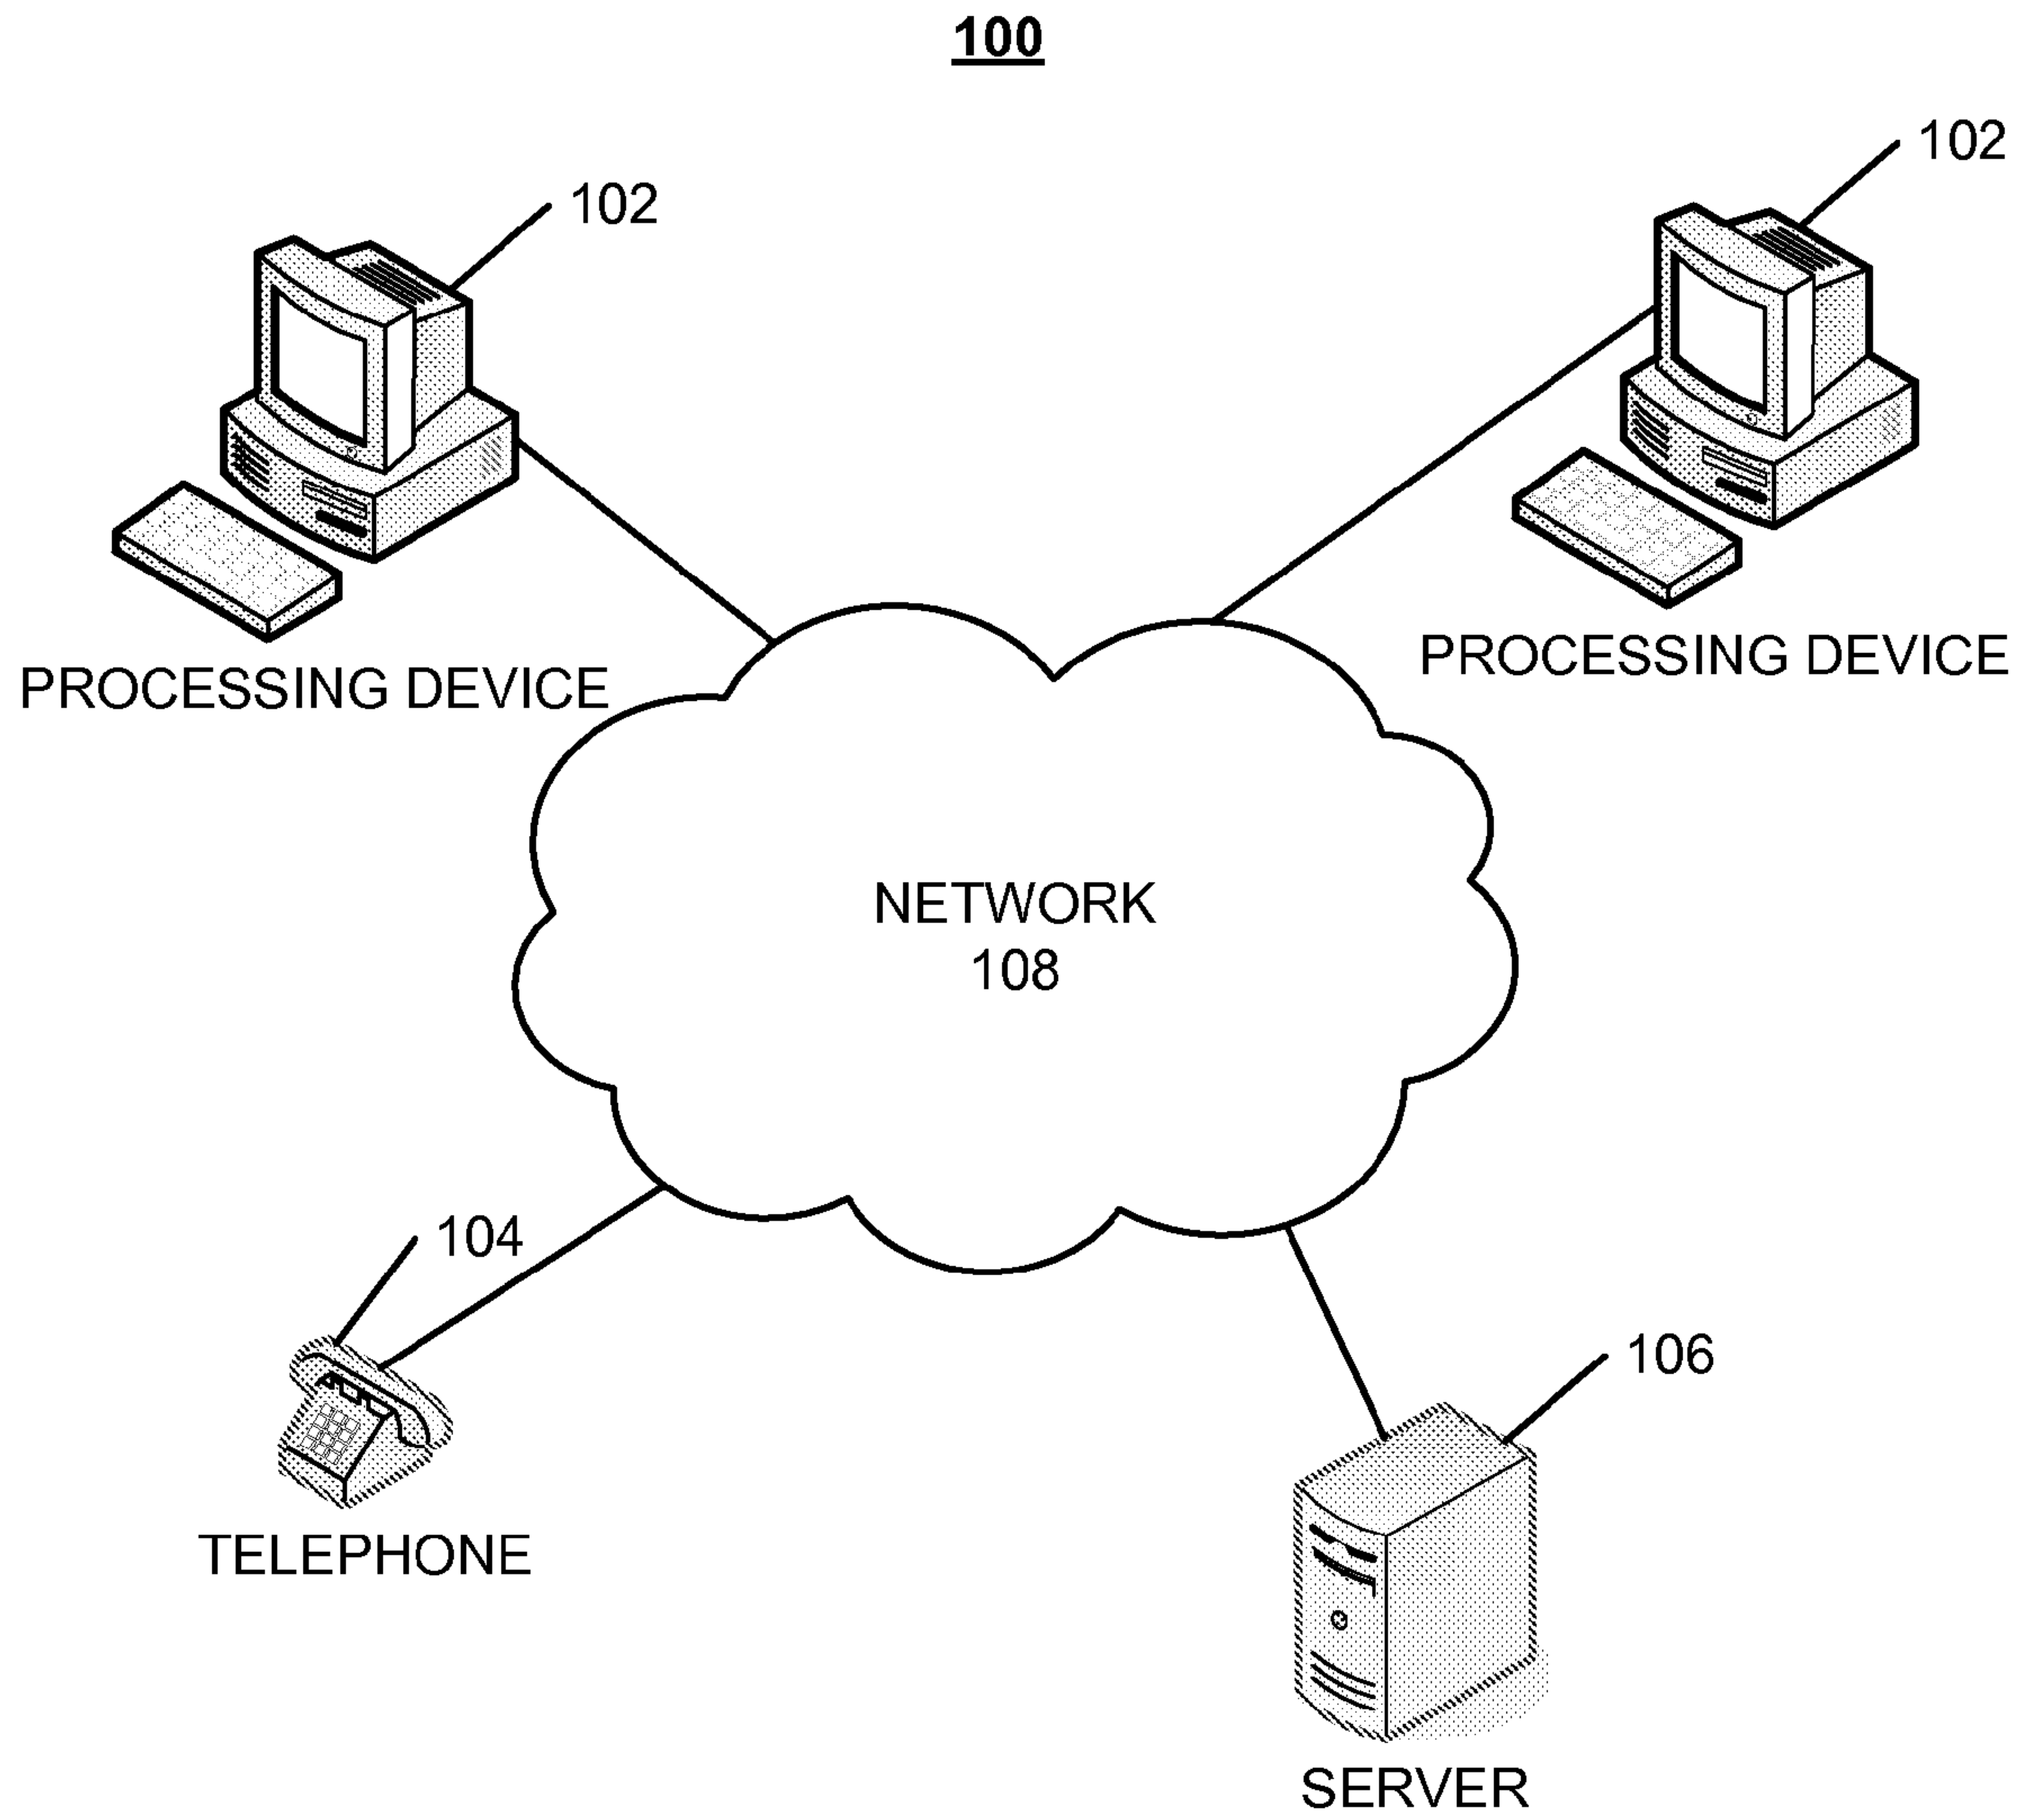 100
102
102
PROCESSING DEVICE
PROCESSING DEVICE
NETWORK
108
104
TELEPHONE
106
SERVER